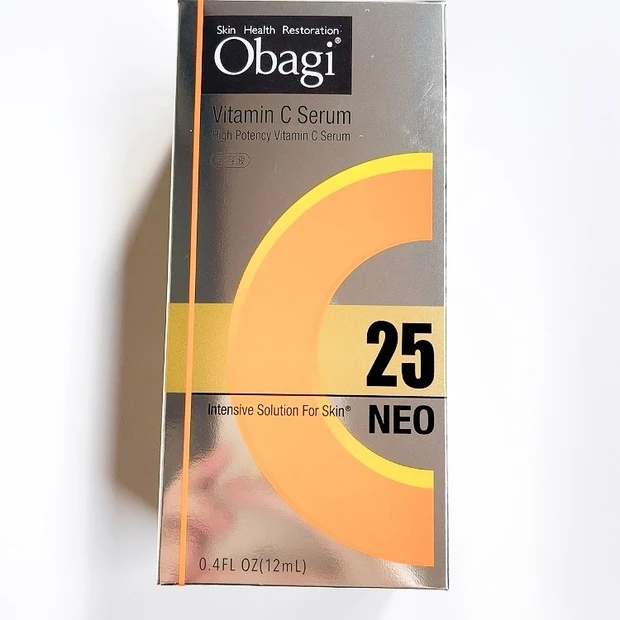 Skin Health Restoration
Obagi®
Vitamin C Serum
High Potency Vitamin C Serum
25
Intensive Solution For Skin®
NEO
0.4FL OZ(12mL)